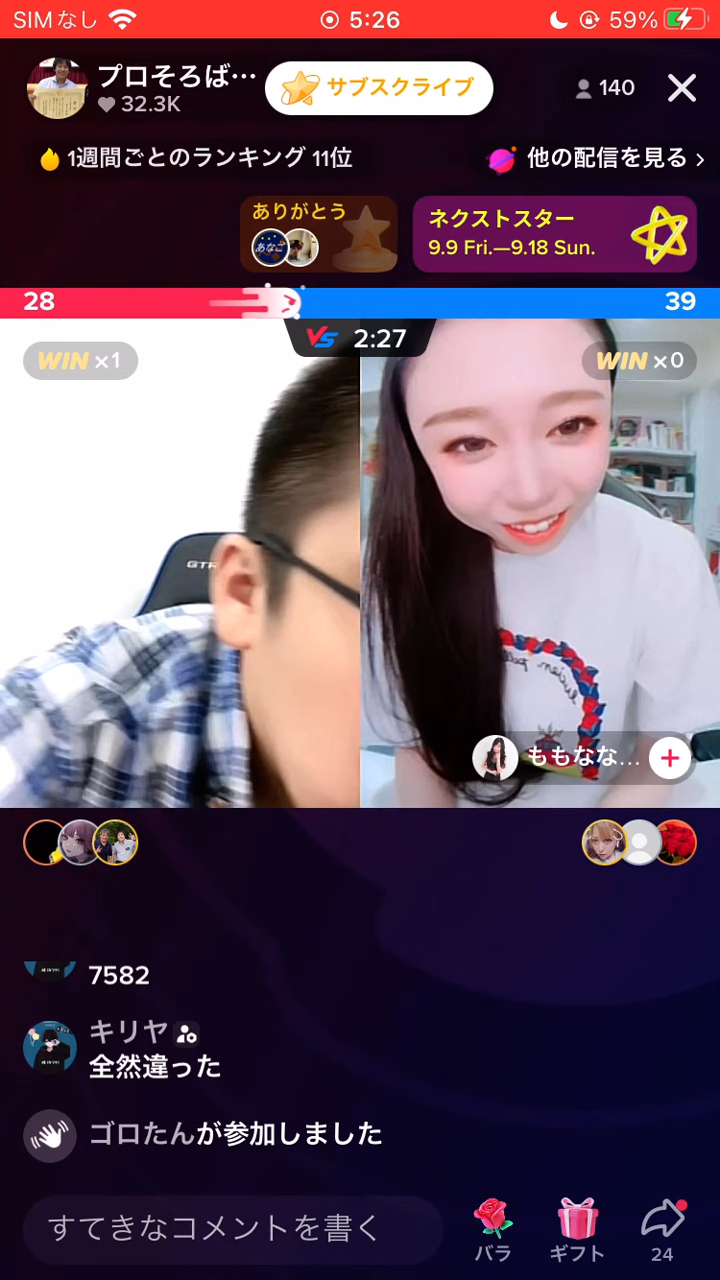 SIMなし 5:26 59%
プロそろば… サブスクライブ 140
32.3K
1週間ごとのランキング 11位 他の配信を見る
ありがとう ネクストスター
あなご 9.9 Fri.—9.18 Sun.
28 39
VS 2:27
WIN ×1 WIN ×0
GTR
ももなな…
7582
キリヤ
全然違った
ゴロたんが参加しました
すてきなコメントを書く
バラ ギフト 24